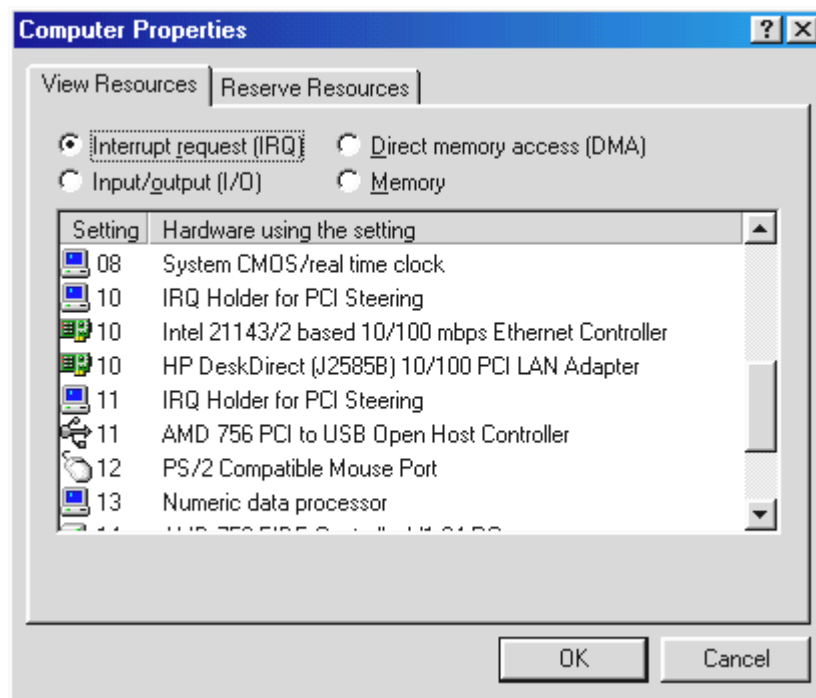 Computer Properties
View Resources Reserve Resources
Interrupt request (IRQ) Direct memory access (DMA)
Input/output (I/O) Memory
Setting Hardware using the setting
08 System CMOS/real time clock
10 IRQ Holder for PCI Steering
10 Intel 21143/2 based 10/100 mbps Ethernet Controller
10 HP DeskDirect (J2585B) 10/100 PCI LAN Adapter
11 IRQ Holder for PCI Steering
11 AMD 756 PCI to USB Open Host Controller
12 PS/2 Compatible Mouse Port
13 Numeric data processor
OK Cancel